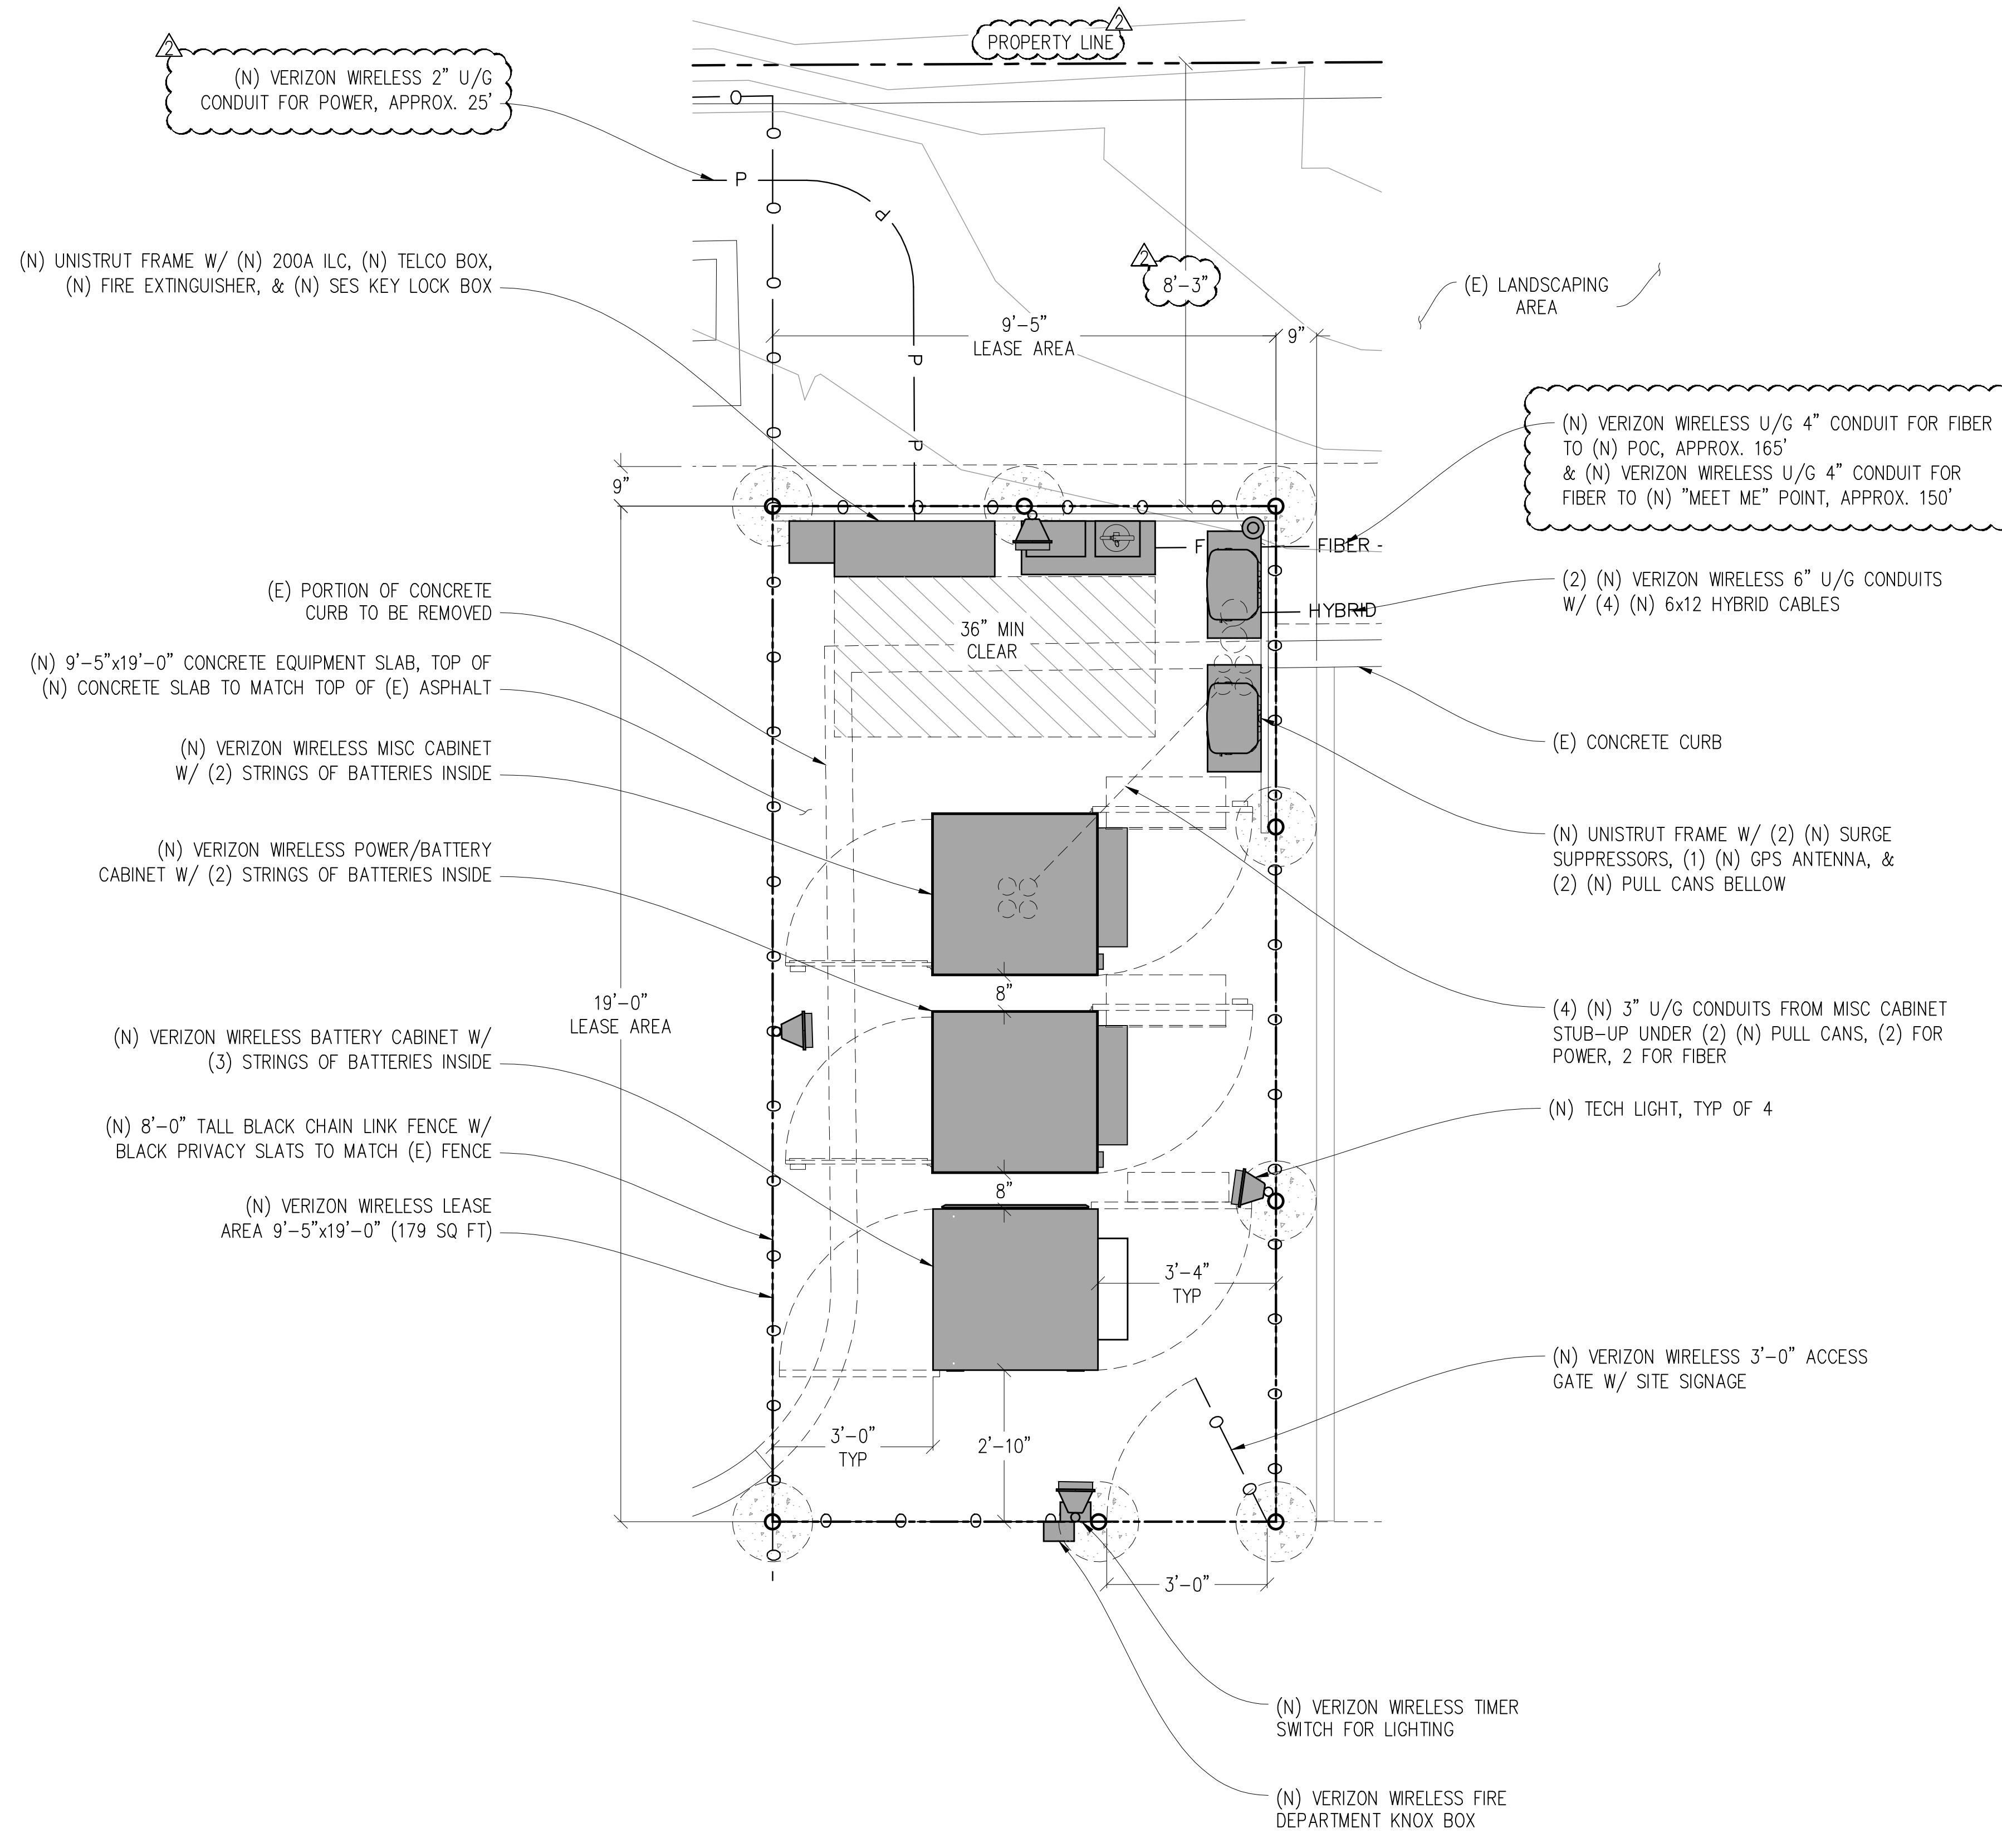 2
PROPERTY LINE
2
(N) VERIZON WIRELESS 2" U/G
CONDUIT FOR POWER, APPROX. 25'
O
P
P
P
P
(N) UNISTRUT FRAME W/ (N) 200A ILC, (N) TELCO BOX,
(N) FIRE EXTINGUISHER, & (N) SES KEY LOCK BOX
2
8'-3"
(E) LANDSCAPING
AREA
9'-5"
LEASE AREA
9"
(N) VERIZON WIRELESS U/G 4" CONDUIT FOR FIBER
TO (N) POC, APPROX. 165'
& (N) VERIZON WIRELESS U/G 4" CONDUIT FOR
FIBER TO (N) "MEET ME" POINT, APPROX. 150'
9"
F
FIBER
(E) PORTION OF CONCRETE
CURB TO BE REMOVED
(2) (N) VERIZON WIRELESS 6" U/G CONDUITS
W/ (4) (N) 6x12 HYBRID CABLES
HYBRID
36" MIN
CLEAR
(N) 9'-5"x19'-0" CONCRETE EQUIPMENT SLAB, TOP OF
(N) CONCRETE SLAB TO MATCH TOP OF (E) ASPHALT
(E) CONCRETE CURB
(N) VERIZON WIRELESS MISC CABINET
W/ (2) STRINGS OF BATTERIES INSIDE
(N) UNISTRUT FRAME W/ (2) (N) SURGE
SUPPRESSORS, (1) (N) GPS ANTENNA, &
(2) (N) PULL CANS BELLOW
(N) VERIZON WIRELESS POWER/BATTERY
CABINET W/ (2) STRINGS OF BATTERIES INSIDE
8"
19'-0"
LEASE AREA
(4) (N) 3" U/G CONDUITS FROM MISC CABINET
STUB-UP UNDER (2) (N) PULL CANS, (2) FOR
POWER, 2 FOR FIBER
(N) VERIZON WIRELESS BATTERY CABINET W/
(3) STRINGS OF BATTERIES INSIDE
(N) TECH LIGHT, TYP OF 4
(N) 8'-0" TALL BLACK CHAIN LINK FENCE W/
BLACK PRIVACY SLATS TO MATCH (E) FENCE
8"
(N) VERIZON WIRELESS LEASE
AREA 9'-5"x19'-0" (179 SQ FT)
3'-4"
TYP
(N) VERIZON WIRELESS 3'-0" ACCESS
GATE W/ SITE SIGNAGE
3'-0"
TYP
2'-10"
3'-0"
(N) VERIZON WIRELESS TIMER
SWITCH FOR LIGHTING
(N) VERIZON WIRELESS FIRE
DEPARTMENT KNOX BOX